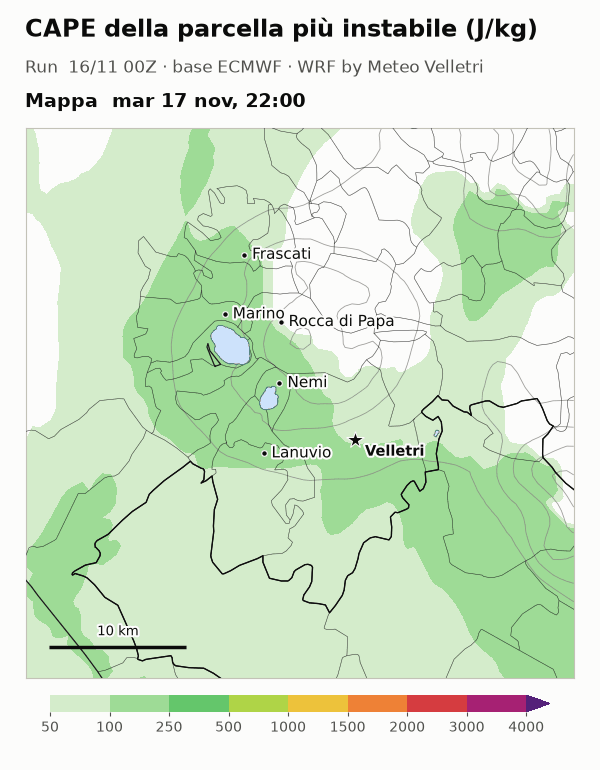 CAPE della parcella più instabile (J/kg)
Run 16/11 00Z · base ECMWF · WRF by Meteo Velletri
Mappa mar 17 nov, 22:00
Frascati
Marino
Rocca di Papa
Nemi
Velletri
Lanuvio
10 km
50 100 250 500 1000 1500 2000 3000 4000